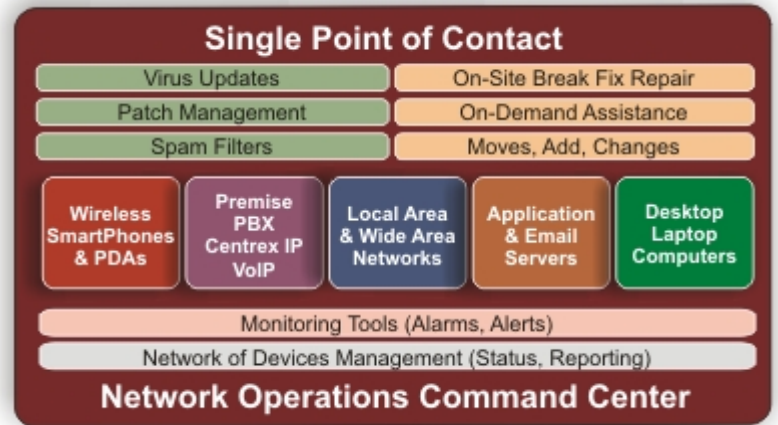 Single Point of Contact
Virus Updates
On-Site Break Fix Repair
Patch Management
On-Demand Assistance
Spam Filters
Moves, Add, Changes
Wireless
SmartPhones
& PDAs
Premise
PBX
Centrex IP
VoIP
Local Area
& Wide Area
Networks
Application
& Email
Servers
Desktop
Laptop
Computers
Monitoring Tools (Alarms, Alerts)
Network of Devices Management (Status, Reporting)
Network Operations Command Center